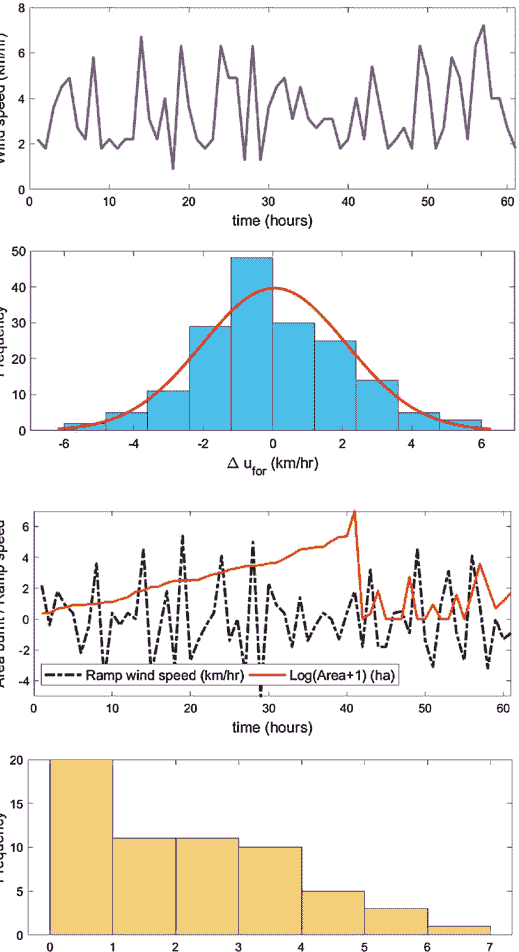 8
6
4
2
0
Wind speed (km/hr)
0 10 20 30 40 50 60
time (hours)
50
40
30
20
10
0
Frequency
-6 -4 -2 0 2 4 6
Δ u_for (km/hr)
6
4
2
0
-2
-4
Area burnt / Ramp speed
Ramp wind speed (km/hr) Log(Area+1) (ha)
0 10 20 30 40 50 60
time (hours)
20
15
10
5
0
Frequency
0 1 2 3 4 5 6 7